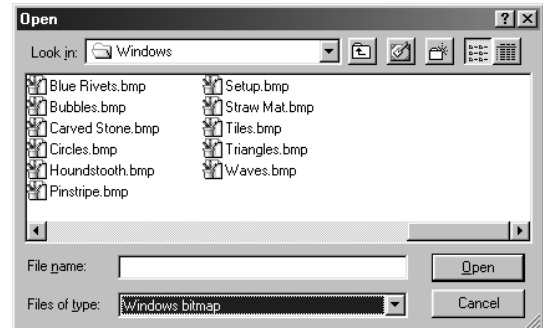 Open
Look in: Windows
Blue Rivets.bmp
Bubbles.bmp
Carved Stone.bmp
Circles.bmp
Houndstooth.bmp
Pinstripe.bmp
Setup.bmp
Straw Mat.bmp
Tiles.bmp
Triangles.bmp
Waves.bmp
File name:
Open
Files of type: Windows bitmap
Cancel